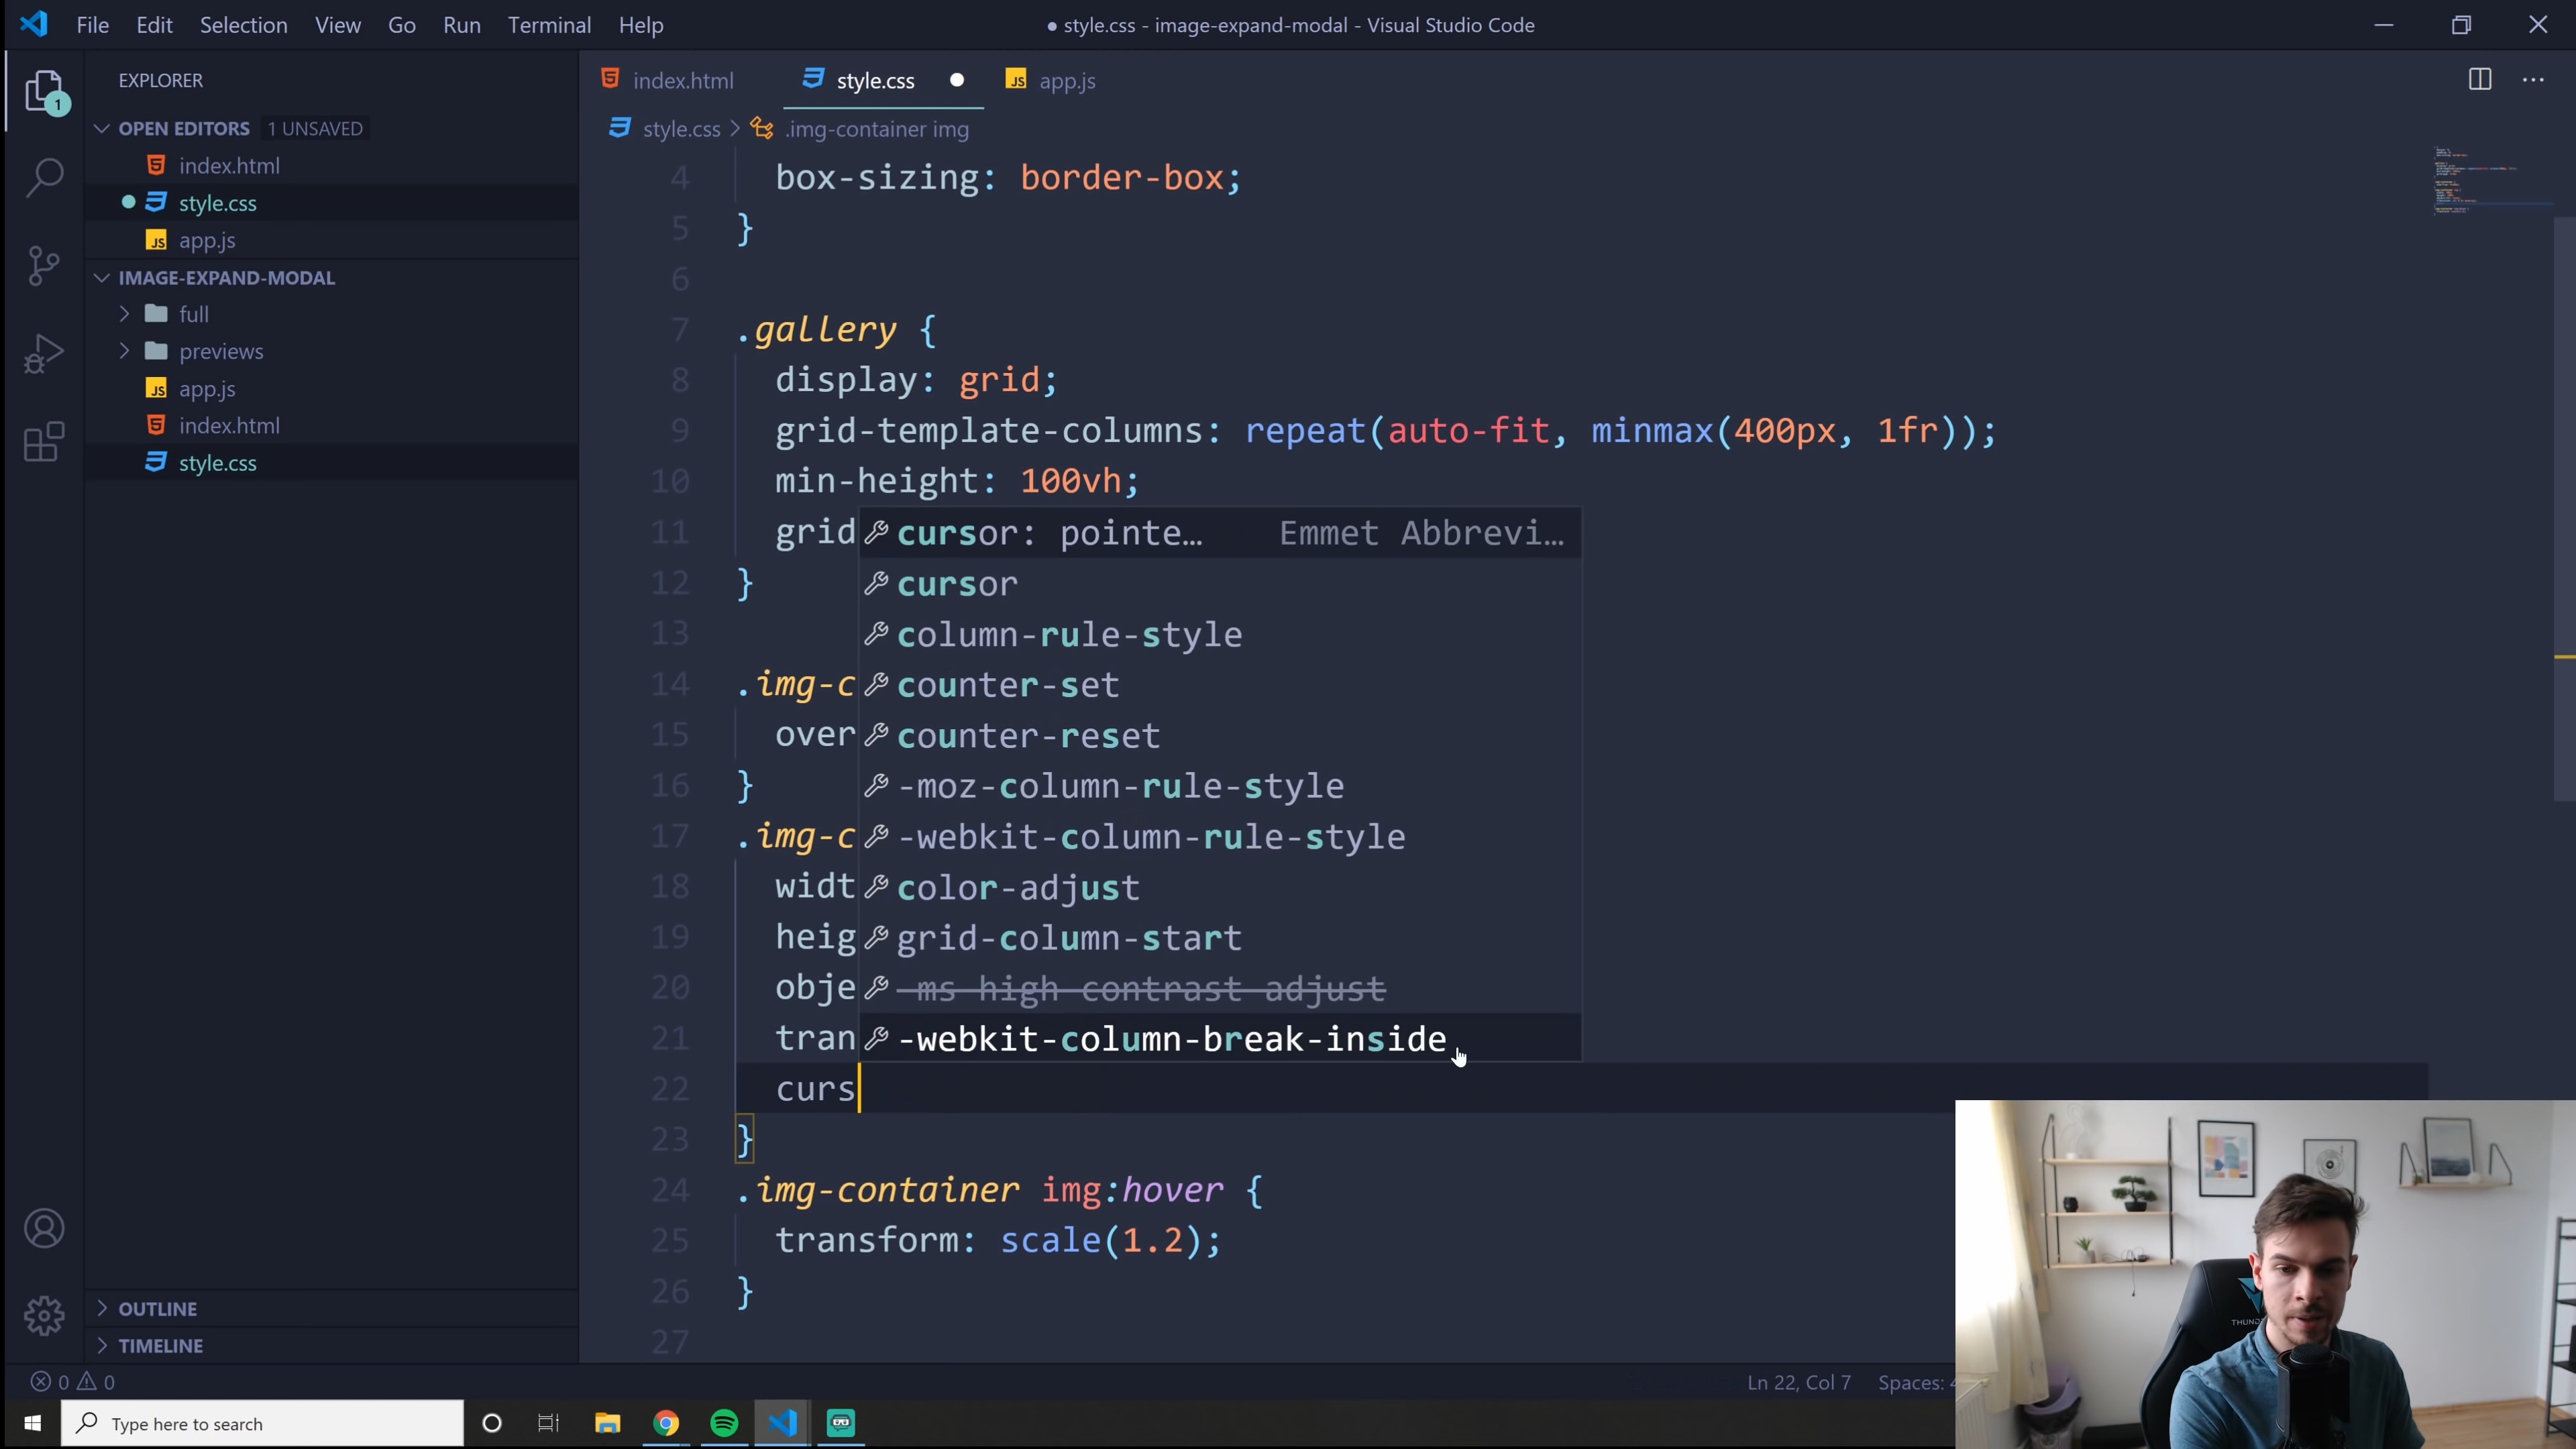 File Edit Selection View Go Run Terminal Help
● style.css - image-expand-modal - Visual Studio Code
EXPLORER
index.html style.css app.js
OPEN EDITORS 1 UNSAVED
style.css > .img-container img
index.html
style.css
app.js
IMAGE-EXPAND-MODAL
full
previews
app.js
index.html
style.css
OUTLINE
TIMELINE
1
4 box-sizing: border-box;
5 }
6
7 .gallery {
8 display: grid;
9 grid-template-columns: repeat(auto-fit, minmax(400px, 1fr));
10 min-height: 100vh;
11 grid
12 }
13
14 .img-c
15 over
16 }
17 .img-c
18 widt
19 heig
20 obje
21 tran
22 curs
23 }
24 .img-container img:hover {
25 transform: scale(1.2);
26 }
27
cursor: pointe… Emmet Abbrevi…
cursor
column-rule-style
counter-set
counter-reset
-moz-column-rule-style
-webkit-column-rule-style
color-adjust
grid-column-start
-ms-high-contrast-adjust
-webkit-column-break-inside
0 0
Ln 22, Col 7 Spaces: 4
Type here to search